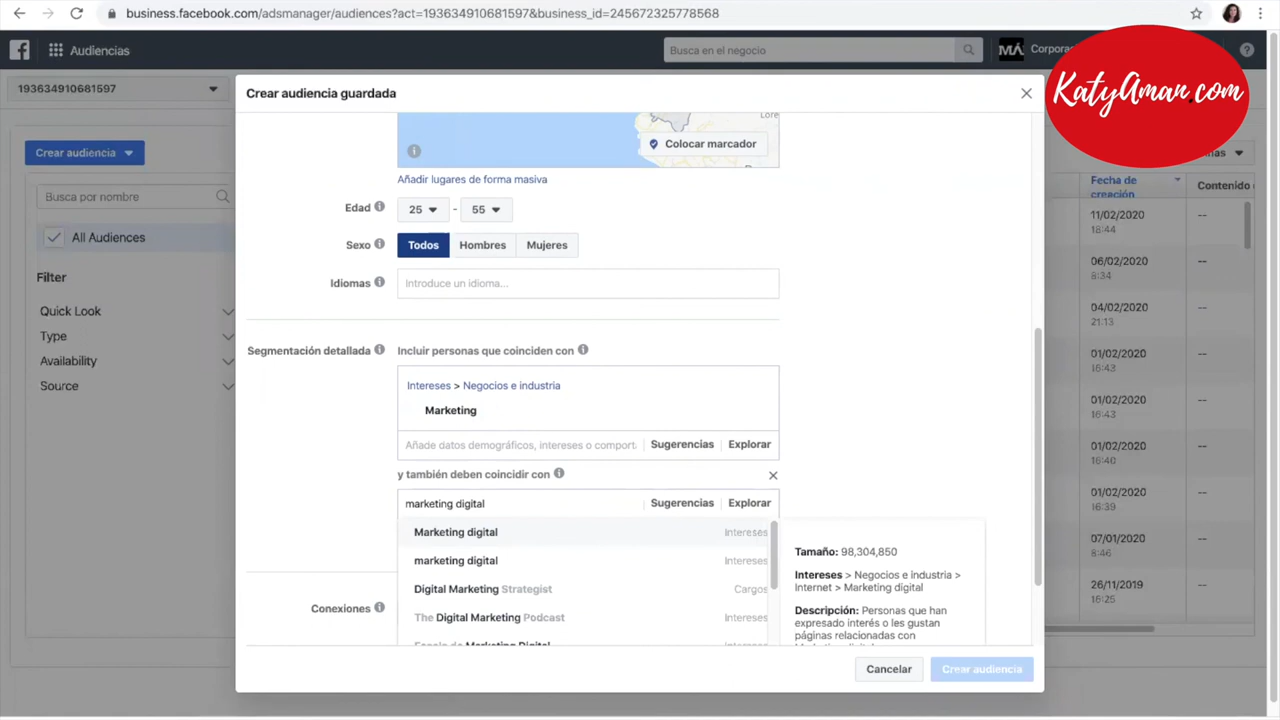 business.facebook.com/adsmanager/audiences?act=193634910681597&business_id=245672325778568
Audiencias
Busca en el negocio
MÁ
KatyAman.com
193634910681597
Crear audiencia guardada
Lore
Colocar marcador
Crear audiencia
Añadir lugares de forma masiva
Fecha de creación
Contenido
Busca por nombre
Edad
25
-
55
11/02/2020
18:44
--
All Audiences
Sexo
Todos
Hombres
Mujeres
06/02/2020
8:34
--
Filter
Idiomas
Introduce un idioma...
Quick Look
04/02/2020
21:13
--
Type
Availability
Source
Segmentación detallada
Incluir personas que coinciden con
01/02/2020
16:43
--
Intereses > Negocios e industria
Marketing
01/02/2020
16:43
--
Añade datos demográficos, intereses o comport
Sugerencias
Explorar
01/02/2020
16:40
--
y también deben coincidir con
marketing digital
Sugerencias
Explorar
01/02/2020
16:39
--
Marketing digital
Intereses
marketing digital
Intereses
Digital Marketing Strategist
Cargos
The Digital Marketing Podcast
Intereses
Marketing Digital
Tamaño: 98,304,850
Intereses > Negocios e industria >
Internet > Marketing digital
Descripción: Personas que han
expresado interés o les gustan
páginas relacionadas con
07/01/2020
8:46
--
26/11/2019
16:25
--
Conexiones
Cancelar
Crear audiencia